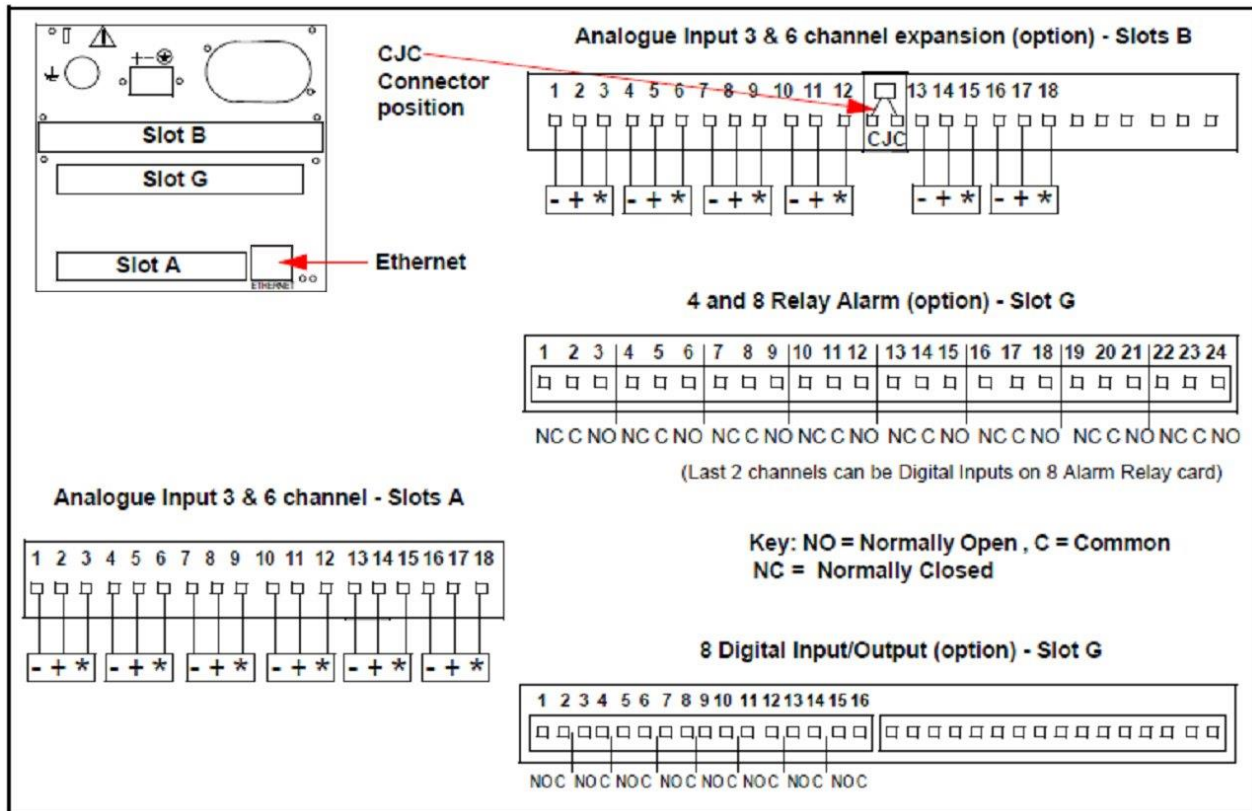 Slot B
Slot G
Slot A
ETHERNET
CJC
Connector
position
Ethernet
Analogue Input 3 & 6 channel expansion (option) - Slots B
1 2 3 4 5 6 7 8 9 10 11 12 13 14 15 16 17 18
CJC
- + * - + * - + * - + * - + * - + *
4 and 8 Relay Alarm (option) - Slot G
1 2 3 4 5 6 7 8 9 10 11 12 13 14 15 16 17 18 19 20 21 22 23 24
NC C NO NC C NO NC C NO NC C NO NC C NO NC C NO NC C NO NC C NO
(Last 2 channels can be Digital Inputs on 8 Alarm Relay card)
Analogue Input 3 & 6 channel - Slots A
1 2 3 4 5 6 7 8 9 10 11 12 13 14 15 16 17 18
- + * - + * - + * - + * - + * - + *
Key: NO = Normally Open , C = Common
NC = Normally Closed
8 Digital Input/Output (option) - Slot G
1 2 3 4 5 6 7 8 9 10 11 12 13 14 15 16
NO C NO C NO C NO C NO C NO C NO C NO C